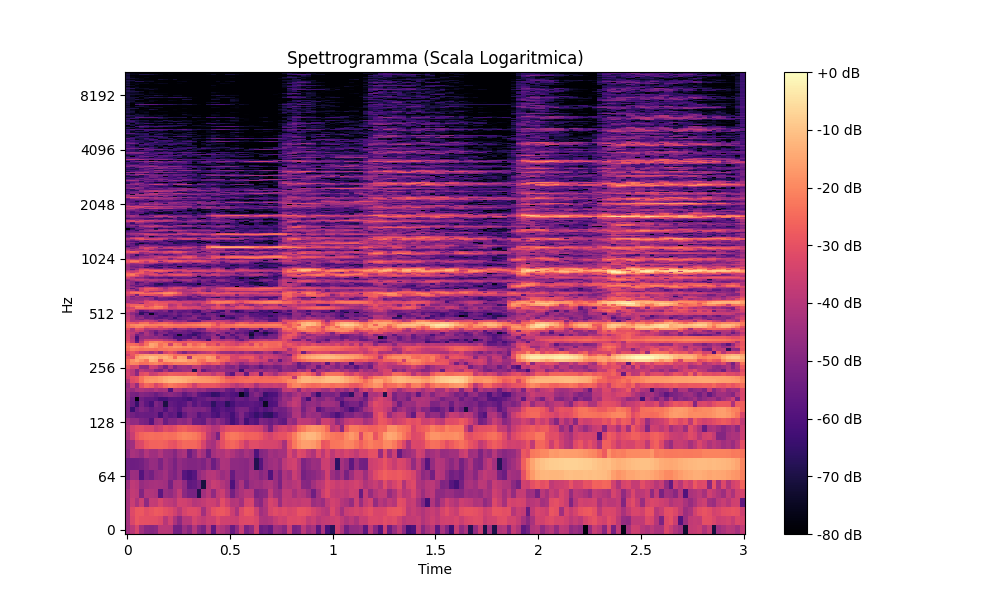 Spettrogramma (Scala Logaritmica)
Hz
8192
4096
2048
1024
512
256
128
64
0
0 0.5 1 1.5 2 2.5 3
Time
+0 dB
-10 dB
-20 dB
-30 dB
-40 dB
-50 dB
-60 dB
-70 dB
-80 dB